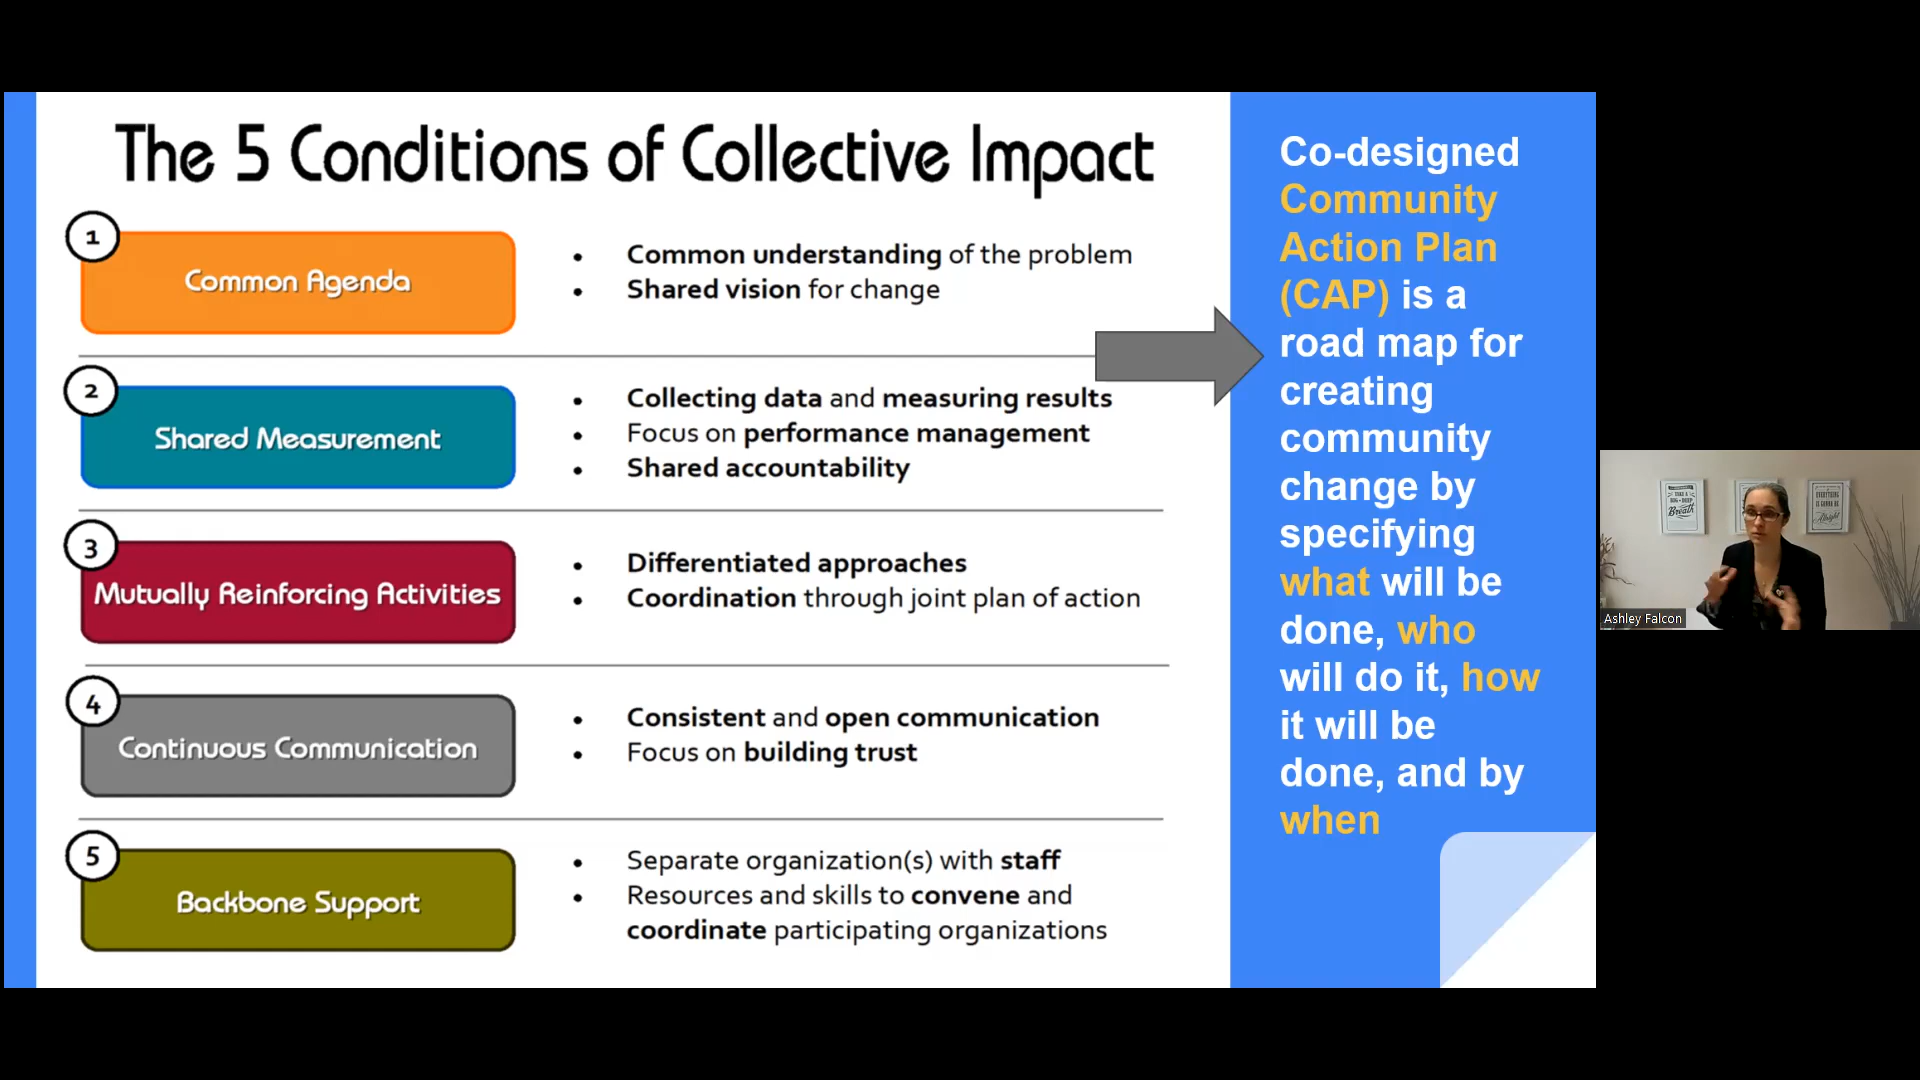 The 5 Conditions of Collective Impact
1
Common Agenda
• Common understanding of the problem
• Shared vision for change
2
Shared Measurement
• Collecting data and measuring results
• Focus on performance management
• Shared accountability
3
Mutually Reinforcing Activities
• Differentiated approaches
• Coordination through joint plan of action
4
Continuous Communication
• Consistent and open communication
• Focus on building trust
5
Backbone Support
• Separate organization(s) with staff
• Resources and skills to convene and
coordinate participating organizations
Co-designed
Community
Action Plan
(CAP) is a
road map for
creating
community
change by
specifying
what will be
done, who
will do it, how
it will be
done, and by
when
Breath
Alright
Ashley Falcon